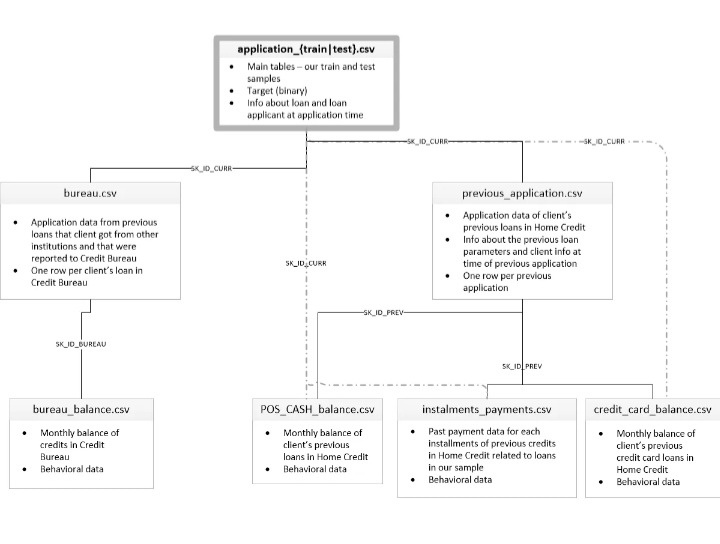 application_{train|test}.csv
• Main tables – our train and test
samples
• Target (binary)
• Info about loan and loan
applicant at application time
SK_ID_CURR
SK_ID_CURR
SK_ID_CURR
bureau.csv
• Application data from previous
loans that client got from other
institutions and that were
reported to Credit Bureau
• One row per client's loan in
Credit Bureau
previous_application.csv
• Application data of client's
previous loans in Home Credit
• Info about the previous loan
parameters and client info at
time of previous application
• One row per previous
application
SK_ID_CURR
SK_ID_PREV
SK_ID_BUREAU
SK_ID_PREV
bureau_balance.csv
• Monthly balance of
credits in Credit
Bureau
• Behavioral data
POS_CASH_balance.csv
• Monthly balance of
client's previous
loans in Home Credit
• Behavioral data
instalments_payments.csv
• Past payment data for each
installments of previous credits
in Home Credit related to loans
in our sample
• Behavioral data
credit_card_balance.csv
• Monthly balance of
client's previous
credit card loans in
Home Credit
• Behavioral data